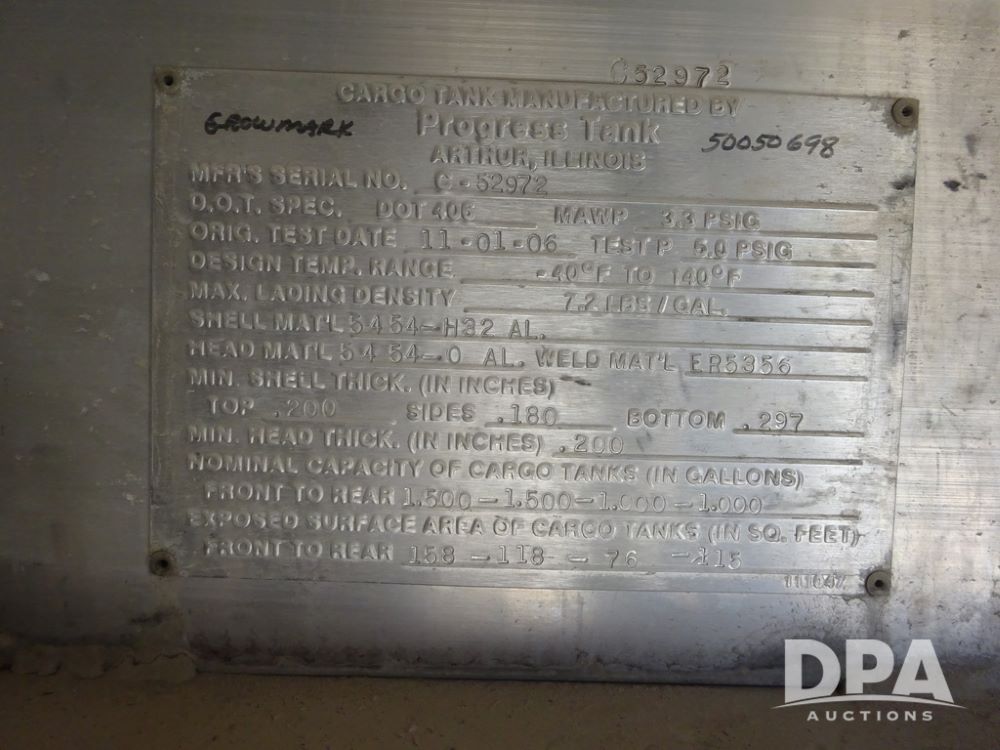 C52972
CARGO TANK MANUFACTURED BY
GROWMARK Progress Tank 50050698
ARTHUR, ILLINOIS
MFR'S SERIAL NO. C-52972
D.O.T. SPEC. DOT406 MAWP 3.3 PSIG
ORIG. TEST DATE 11-01-06 TEST P 5.0 PSIG
DESIGN TEMP. RANGE -40°F TO 140°F
MAX. LADING DENSITY 7.2 LBS/GAL.
SHELL MAT'L 5454-H32 AL.
HEAD MAT'L 5454-0 AL. WELD MAT'L ER5356
MIN. SHELL THICK. (IN INCHES)
TOP .200 SIDES .180 BOTTOM .297
MIN. HEAD THICK. (IN INCHES) .200
NOMINAL CAPACITY OF CARGO TANKS (IN GALLONS)
FRONT TO REAR 1.500-1.500-1.000-1.000
EXPOSED SURFACE AREA OF CARGO TANKS (IN SQ. FEET)
FRONT TO REAR 158-118-76-115
DPA
AUCTIONS